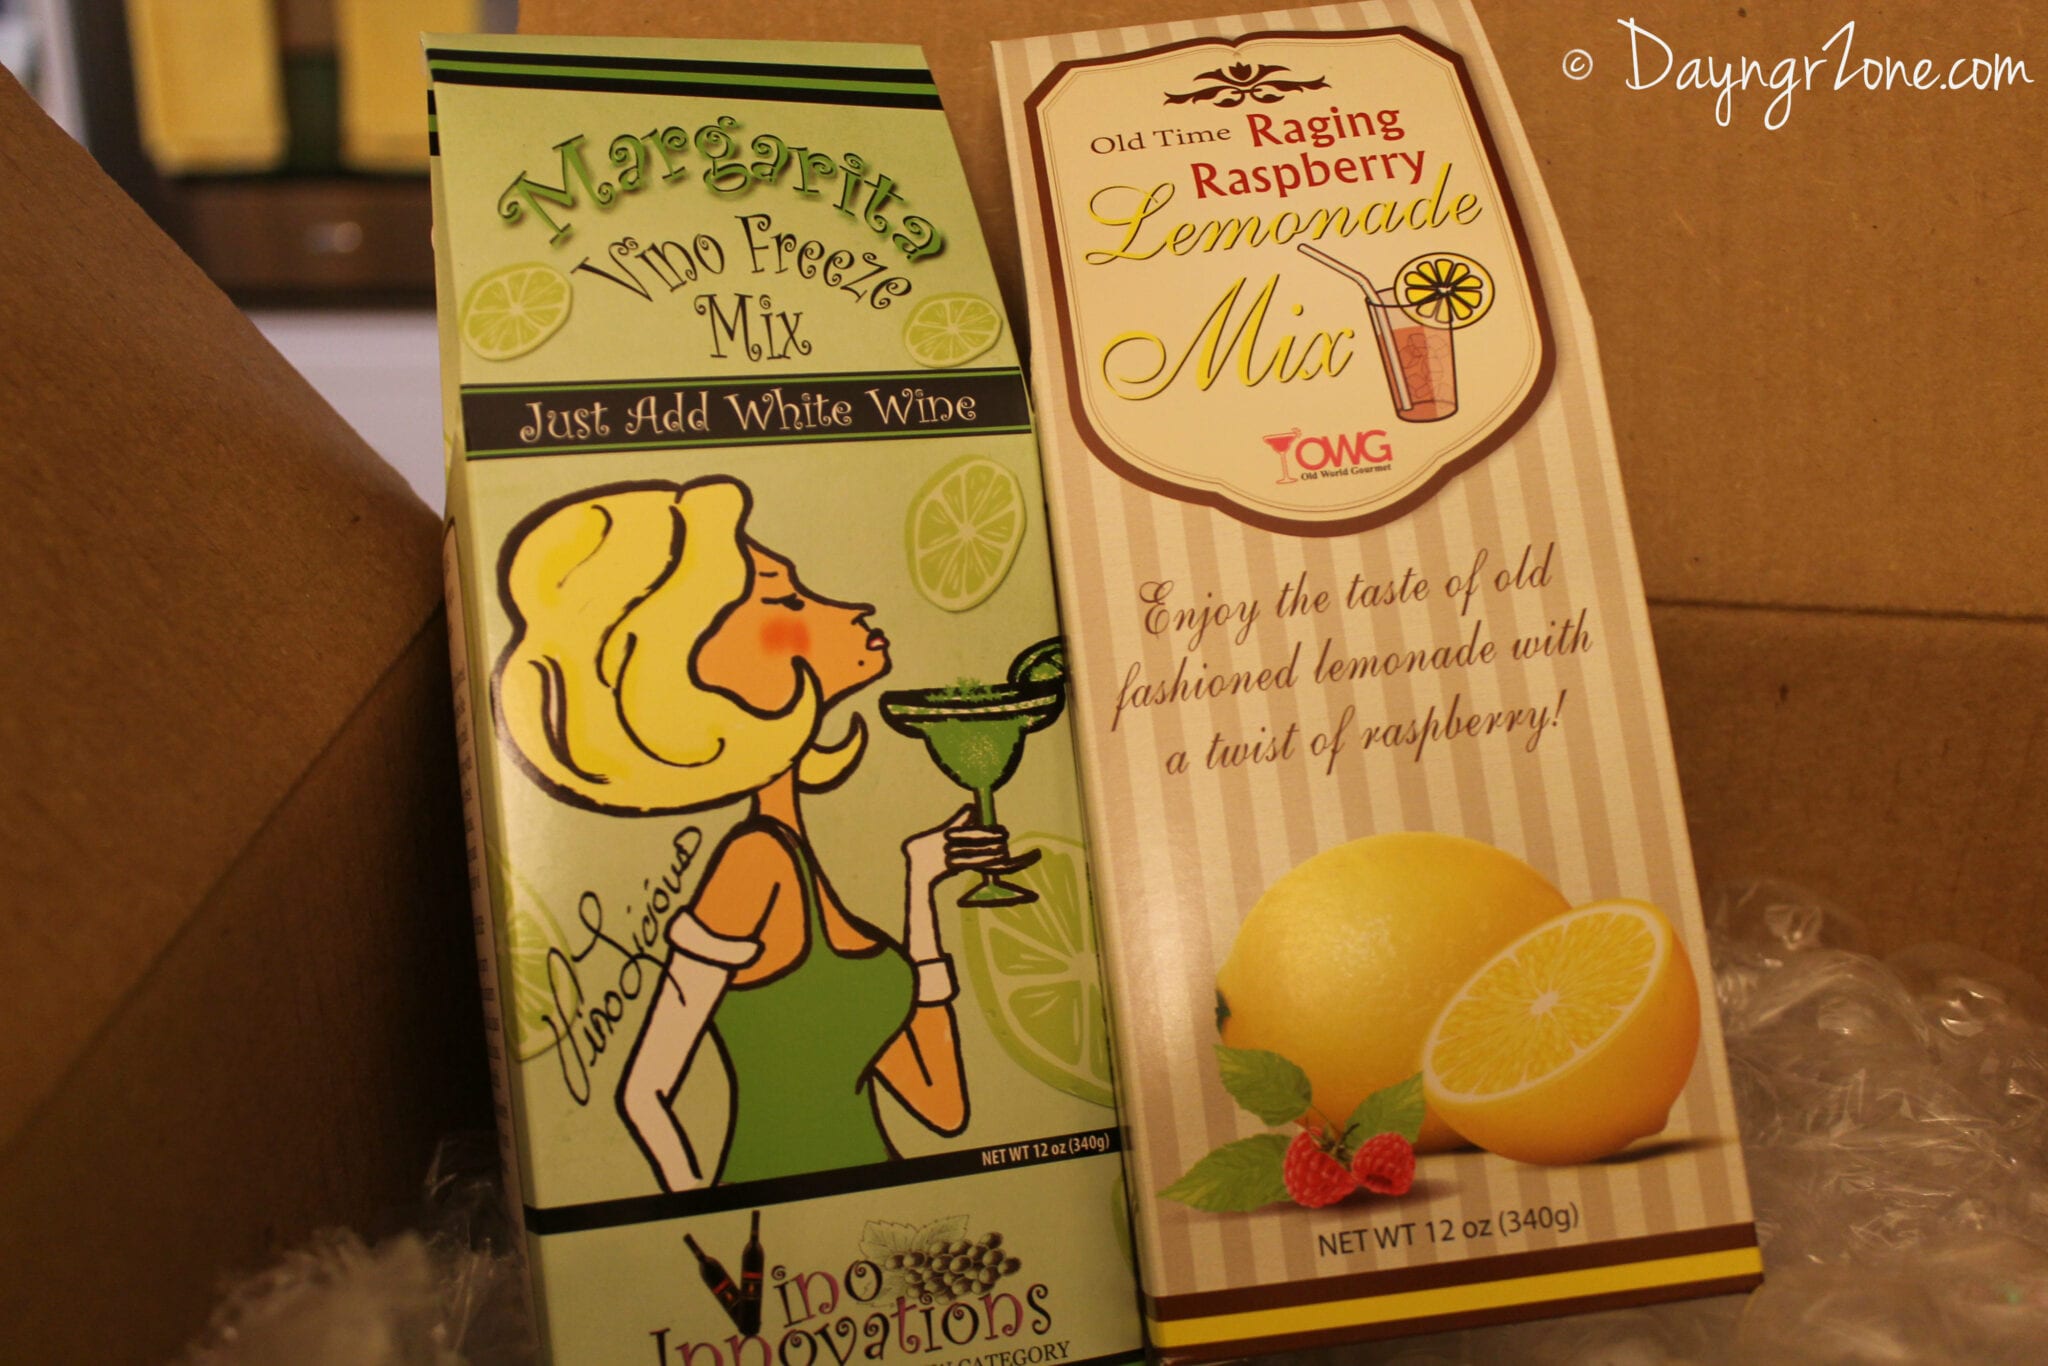 © DayngrZone.com
Margarita
Vino Freeze
Mix
Just Add White Wine
VinoLicious
NET WT 12 oz (340g)
Vino
Innovations
CATEGORY
Old Time Raging
Raspberry
Lemonade
Mix
OWG
Old World Gourmet
Enjoy the taste of old
fashioned lemonade with
a twist of raspberry!
NET WT 12 oz (340g)